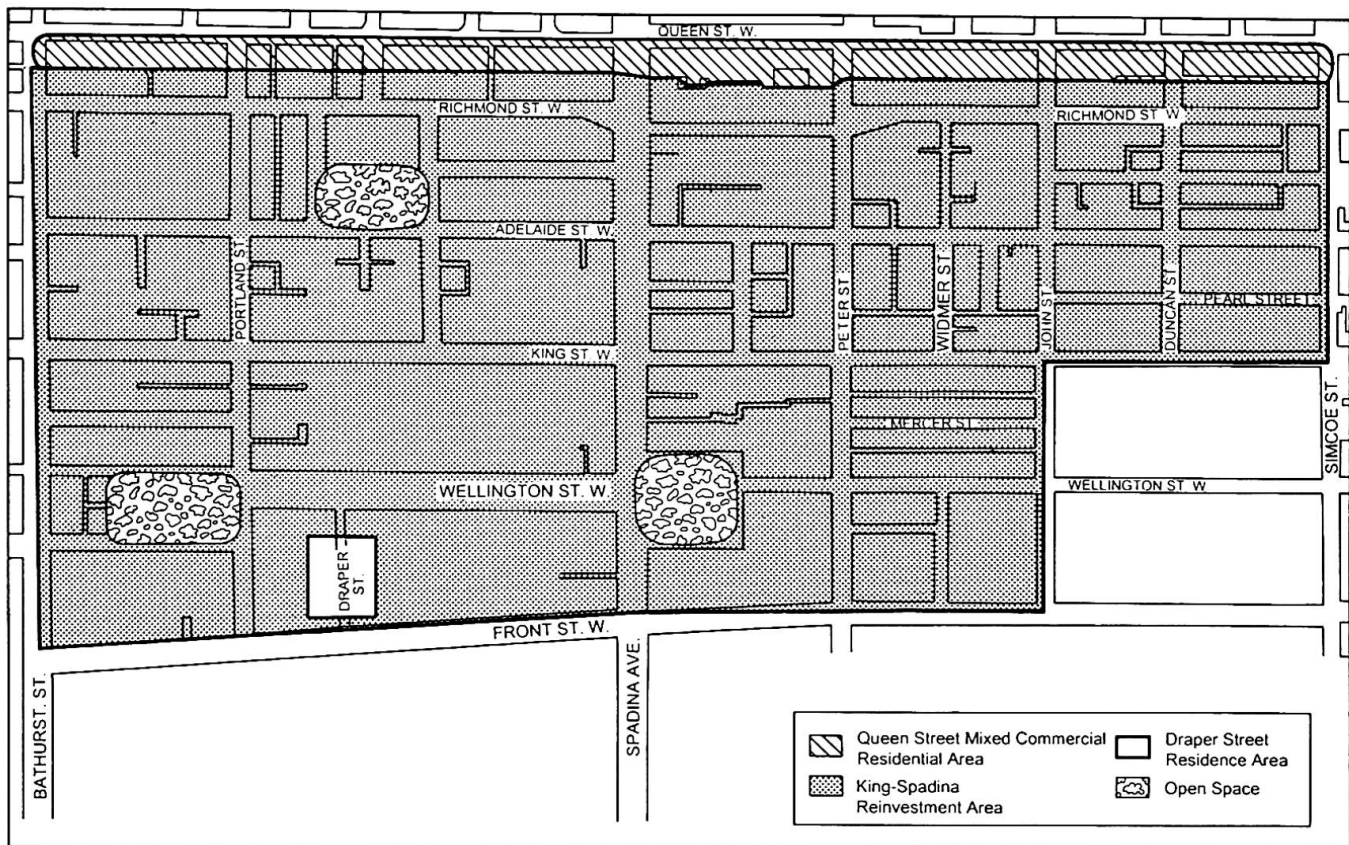 QUEEN ST. W.
RICHMOND ST. W.
RICHMOND ST. W
ADELAIDE ST. W.
PORTLAND ST.
PETER ST.
WIDMER ST.
JOHN ST.
DUNCAN ST.
PEARL STREET
KING ST. W.
MERCER ST.
SIMCOE ST.
WELLINGTON ST. W.
WELLINGTON ST. W.
DRAPER
ST.
FRONT ST. W.
BATHURST. ST.
SPADINA AVE.
Queen Street Mixed Commercial
Residential Area
King-Spadina
Reinvestment Area
Draper Street
Residence Area
Open Space